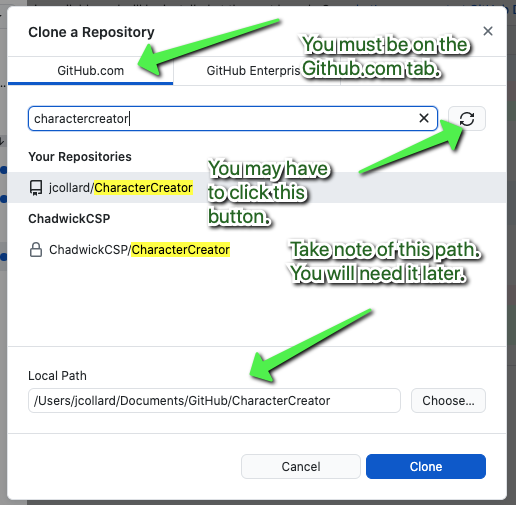 Clone a Repository
You must be on the
Github.com tab.
GitHub.com
GitHub Enterpris
charactercreator
Your Repositories
jcollard/CharacterCreator
You may have
to click this
button.
ChadwickCSP
ChadwickCSP/CharacterCreator
Take note of this path.
You will need it later.
Local Path
/Users/jcollard/Documents/GitHub/CharacterCreator
Choose...
Cancel
Clone